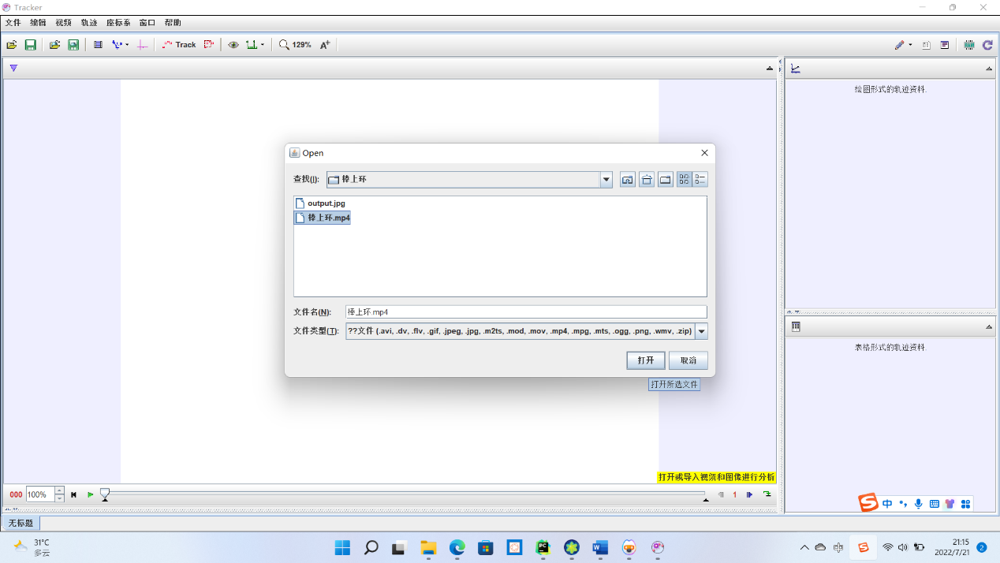 Tracker
文件 编辑 视频 轨迹 座标系 窗口 帮助
Track 129% A+
绘图形式的轨迹资料.
Open
查找(I): 棒上环
output.jpg
棒上环.mp4
文件名(N): 棒上环.mp4
文件类型(T): ??文件 (.avi, .dv, .flv, .gif, .jpeg, .jpg, .m2ts, .mod, .mov, .mp4, .mpg, .mts, .ogg, .png, .wmv, .zip)
打开 取消
打开所选文件
表格形式的轨迹资料.
打开或导入视频和图像进行分析
000 100% 1
中
无标题
31°C
多云
PC
W
中
21:15
2022/7/21
2